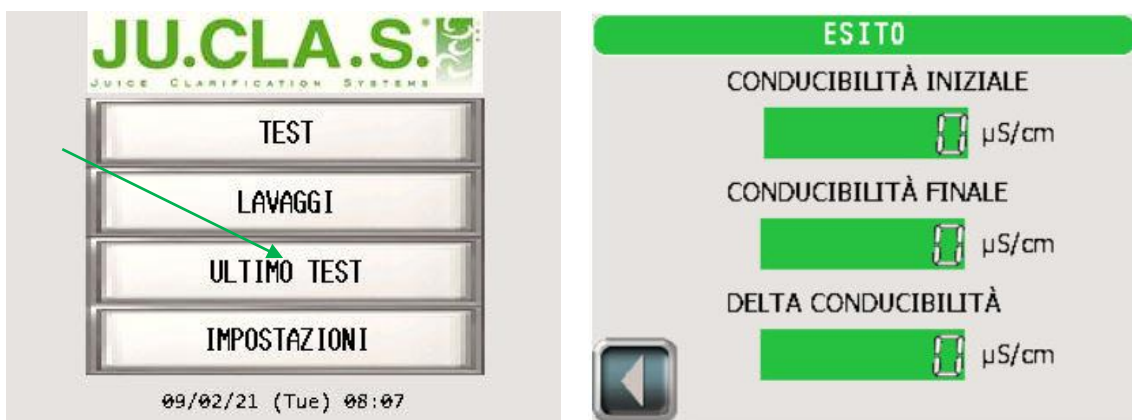 JU.CLA.S.
JUICE CLARIFICATION SYSTEMS
TEST
LAVAGGI
ULTIMO TEST
IMPOSTAZIONI
09/02/21 (Tue) 08:07
ESITO
CONDUCIBILITÀ INIZIALE
0 µS/cm
CONDUCIBILITÀ FINALE
0 µS/cm
DELTA CONDUCIBILITÀ
0 µS/cm